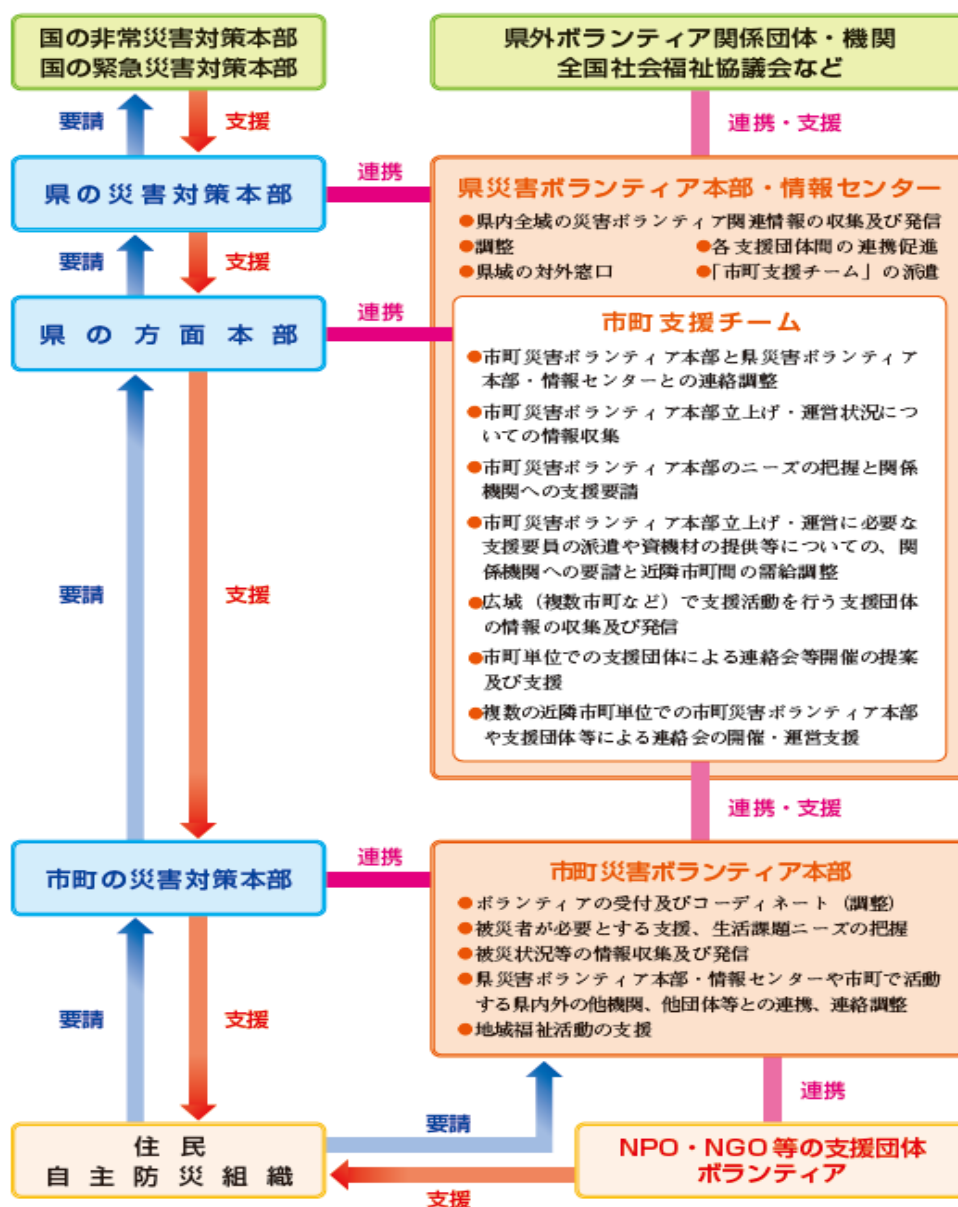 国の非常災害対策本部
国の緊急災害対策本部
県外ボランティア関係団体・機関
全国社会福祉協議会など
要請
支援
連携・支援
県の災害対策本部
連携
県災害ボランティア本部・情報センター
●県内全域の災害ボランティア関連情報の収集及び発信
●調整
●各支援団体間の連携促進
●県域の対外窓口
●「市町支援チーム」の派遣
要請
支援
県の方面本部
連携
市町支援チーム
●市町災害ボランティア本部と県災害ボランティア
本部・情報センターとの連絡調整
●市町災害ボランティア本部立上げ・運営状況につ
いての情報収集
●市町災害ボランティア本部のニーズの把握と関係
機関への支援要請
●市町災害ボランティア本部立上げ・運営に必要な
支援要員の派遣や資機材の提供等についての、関
係機関への要請と近隣市町間の需給調整
●広域（複数市町など）で支援活動を行う支援団体
の情報の収集及び発信
●市町単位での支援団体による連絡会等開催の提案
及び支援
●複数の近隣市町単位での市町災害ボランティア本部
や支援団体等による連絡会の開催・運営支援
要請
支援
連携・支援
市町の災害対策本部
連携
市町災害ボランティア本部
●ボランティアの受付及びコーディネート（調整）
●被災者が必要とする支援、生活課題ニーズの把握
●被災状況等の情報収集及び発信
●県災害ボランティア本部・情報センターや市町で活動
する県内外の他機関、他団体等との連携、連絡調整
●地域福祉活動の支援
要請
支援
連携
要請
住民
自主防災組織
NPO・NGO等の支援団体
ボランティア
支援